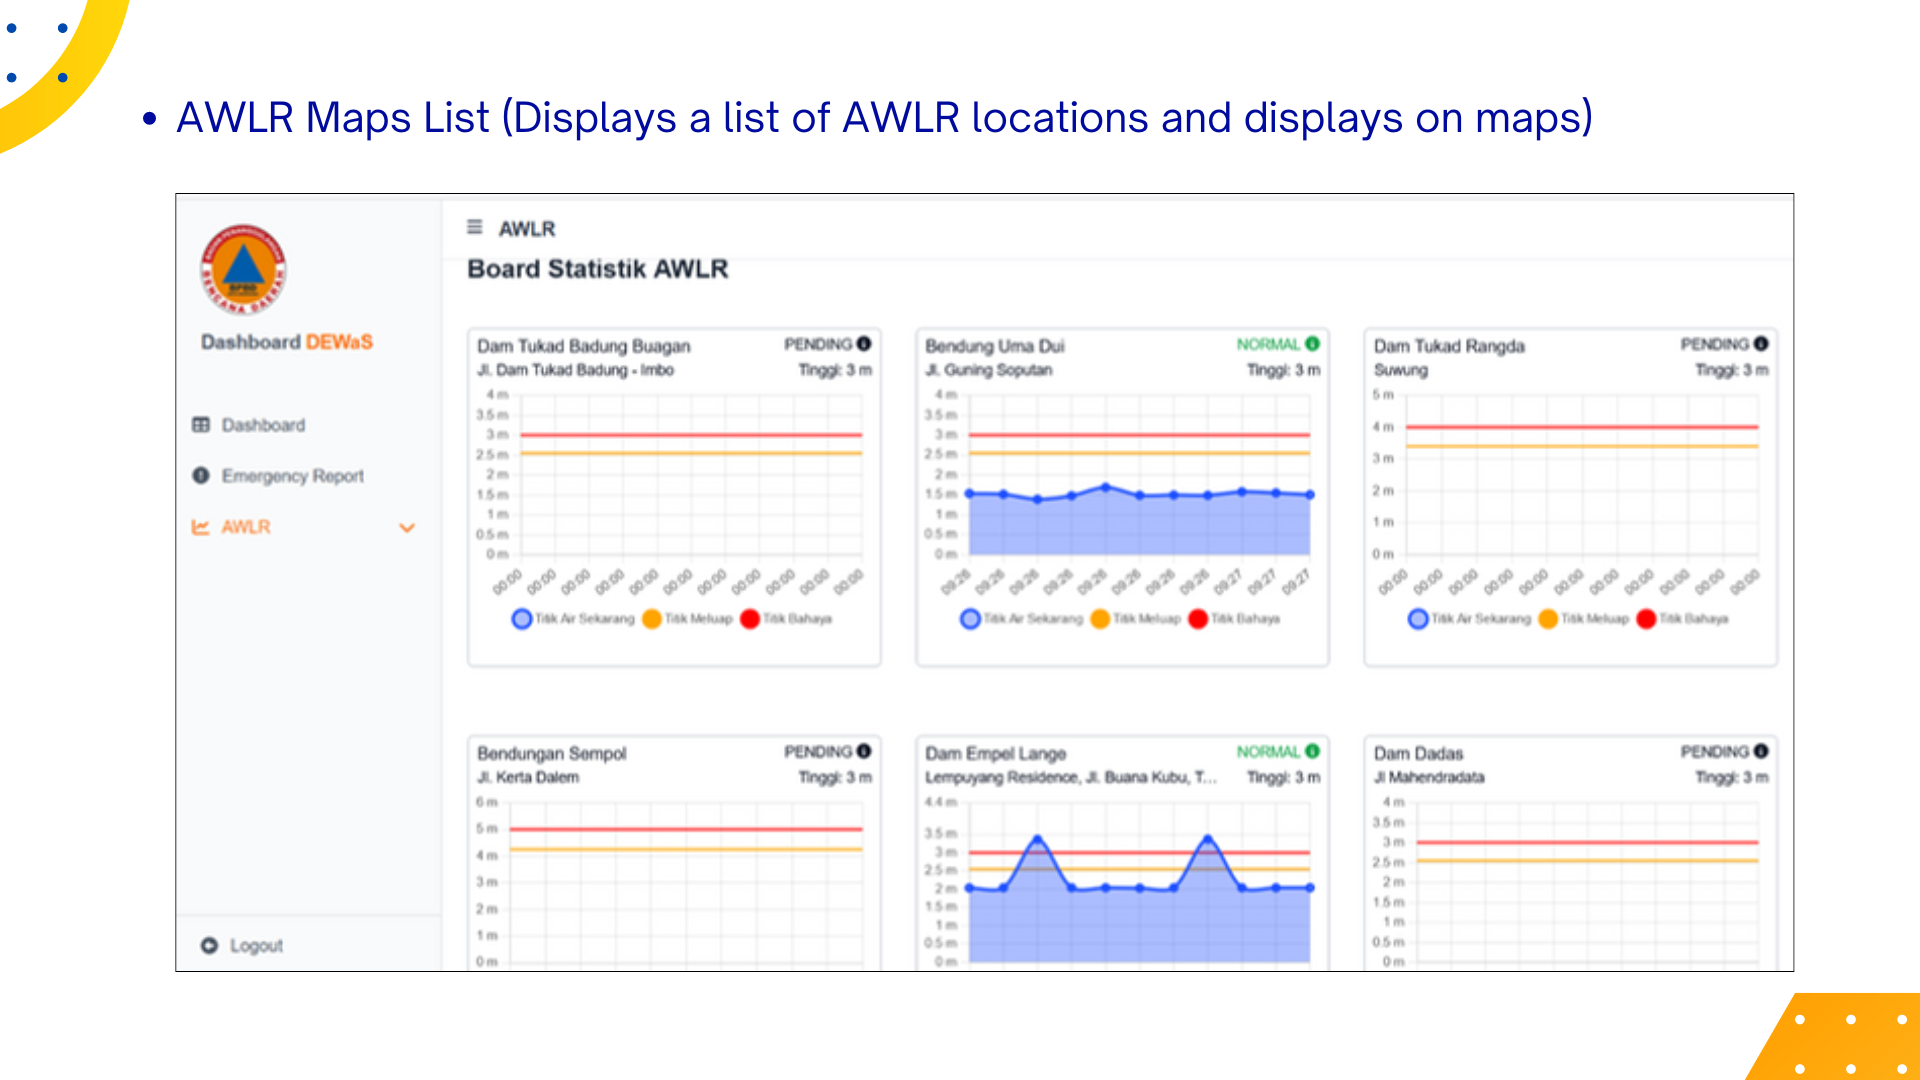 • AWLR Maps List (Displays a list of AWLR locations and displays on maps)
BENCANA DAERAH
BPBD
Dashboard DEWaS
Dashboard
Emergency Report
AWLR
Logout
AWLR
Board Statistik AWLR
Dam Tukad Badung Buagan PENDING
Jl. Dam Tukad Badung - Imbo Tinggi: 3 m
4 m
3.5 m
3 m
2.5 m
2 m
1.5 m
1 m
0.5 m
0 m
00:00 00:00 00:00 00:00 00:00 00:00 00:00 00:00 00:00 00:00 00:00
Titik Air Sekarang Titik Meluap Titik Bahaya
Bendung Uma Dui NORMAL
Jl. Guning Soputan Tinggi: 3 m
4 m
3.5 m
3 m
2.5 m
2 m
1.5 m
1 m
0.5 m
0 m
09:26 09:26 09:26 09:26 09:26 09:26 09:26 09:26 09:27 09:27 09:27
Titik Air Sekarang Titik Meluap Titik Bahaya
Dam Tukad Rangda PENDING
Suwung Tinggi: 3 m
5 m
4 m
3 m
2 m
1 m
0 m
00:00 00:00 00:00 00:00 00:00 00:00 00:00 00:00 00:00 00:00 00:00
Titik Air Sekarang Titik Meluap Titik Bahaya
Bendungan Sempol PENDING
Jl. Kerta Dalem Tinggi: 3 m
6 m
5 m
4 m
3 m
2 m
1 m
0 m
Dam Empel Lange NORMAL
Lempuyang Residence, Jl. Buana Kubu, T... Tinggi: 3 m
4.4 m
3.5 m
3 m
2.5 m
2 m
1.5 m
1 m
0.5 m
0 m
Dam Dadas PENDING
Jl Mahendradata Tinggi: 3 m
4 m
3.5 m
3 m
2.5 m
2 m
1.5 m
1 m
0.5 m
0 m